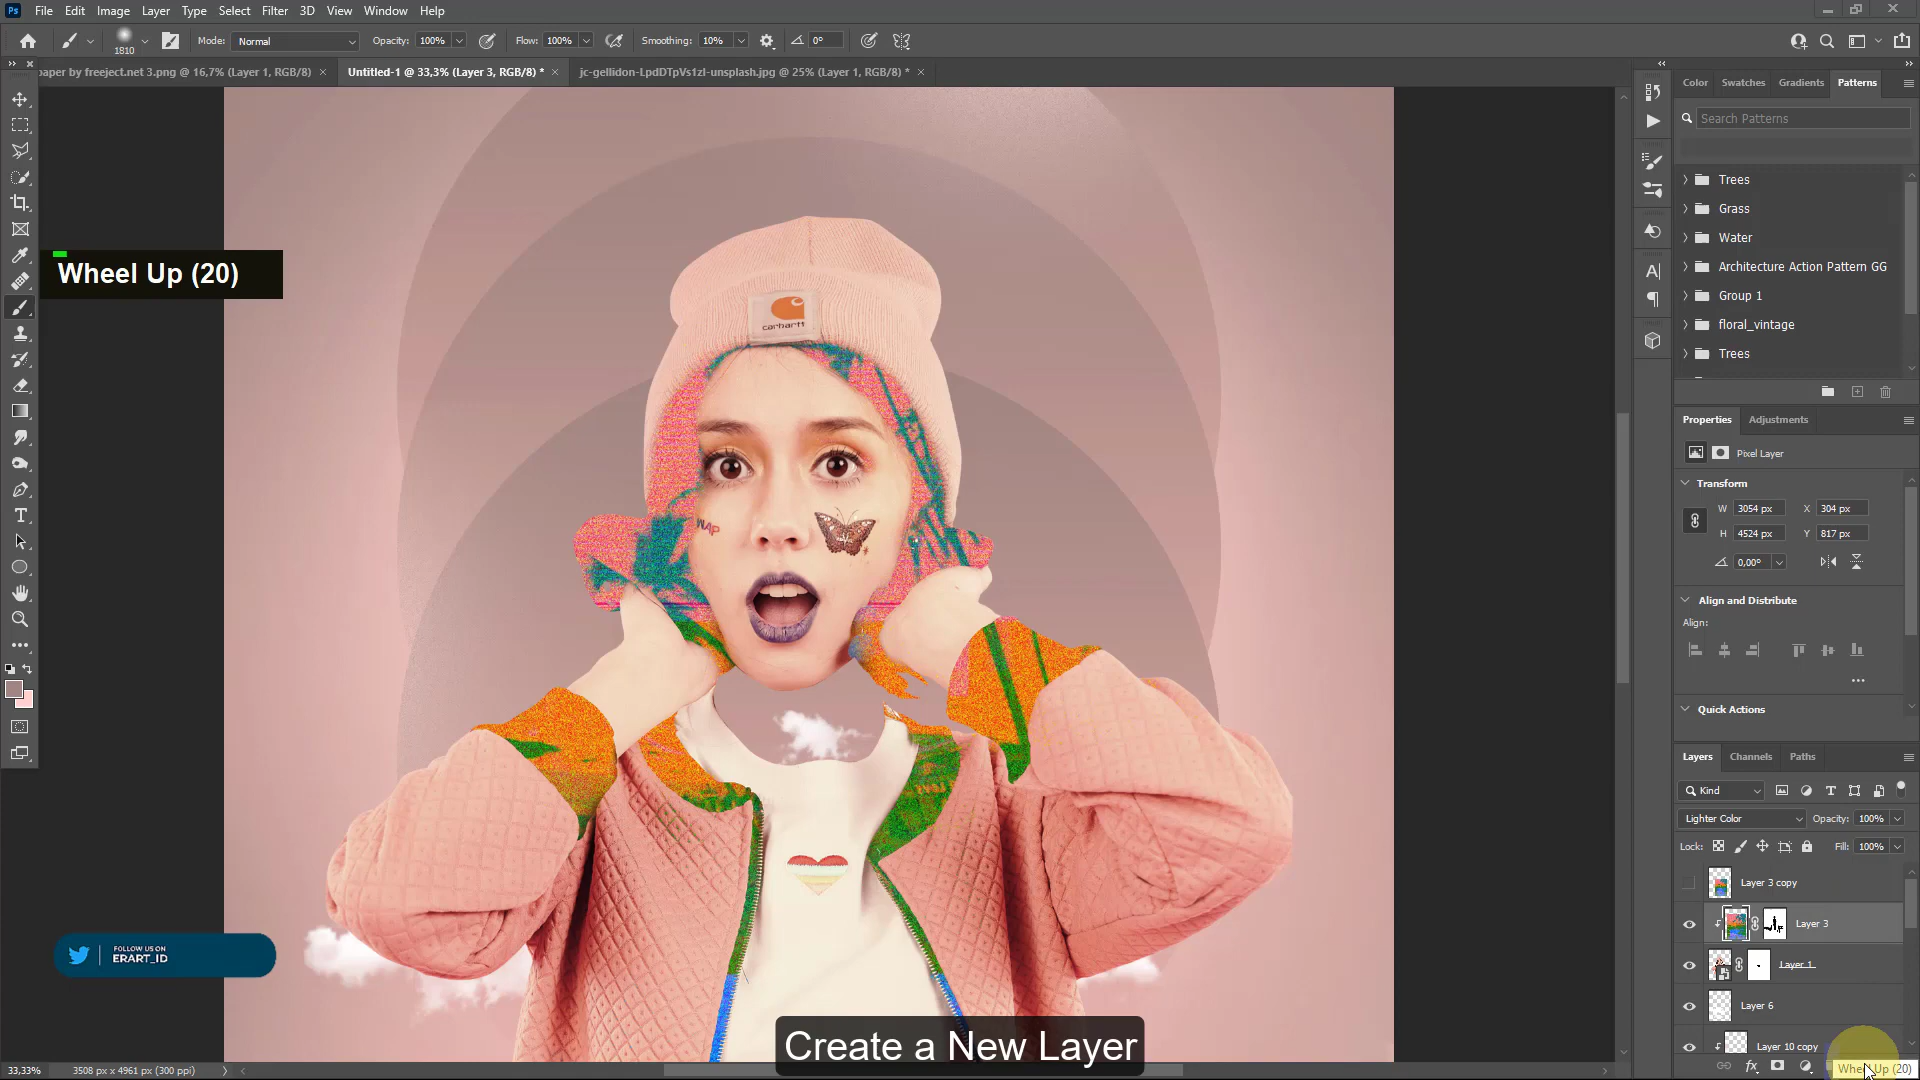 Ps File Edit Image Layer Type Select Filter 3D View Window Help
1810 Mode: Normal Opacity: 100% Flow: 100% Smoothing: 10% 0°
paper by freeject.net 3.png @ 16,7% (Layer 1, RGB/8) ×
Untitled-1 @ 33,3% (Layer 3, RGB/8) * ×
jc-gellidon-LpdDTpVs1zI-unsplash.jpg @ 25% (Layer 1, RGB/8) * ×
Wheel Up (20)
carhartt
WAP
FOLLOW US ON
ERART_ID
Create a New Layer
33,33% 3508 px x 4961 px (300 ppi)
Color Swatches Gradients Patterns
Search Patterns
Trees
Grass
Water
Architecture Action Pattern GG
Group 1
floral_vintage
Trees
Properties Adjustments
Pixel Layer
Transform
W 3054 px X 304 px
H 4524 px Y 817 px
0,00°
Align and Distribute
Align:
Quick Actions
Layers Channels Paths
Kind
Lighter Color Opacity: 100%
Lock: Fill: 100%
Layer 3 copy
Layer 3
Layer 1
Layer 6
Layer 10 copy
fx
Wheel Up (20)